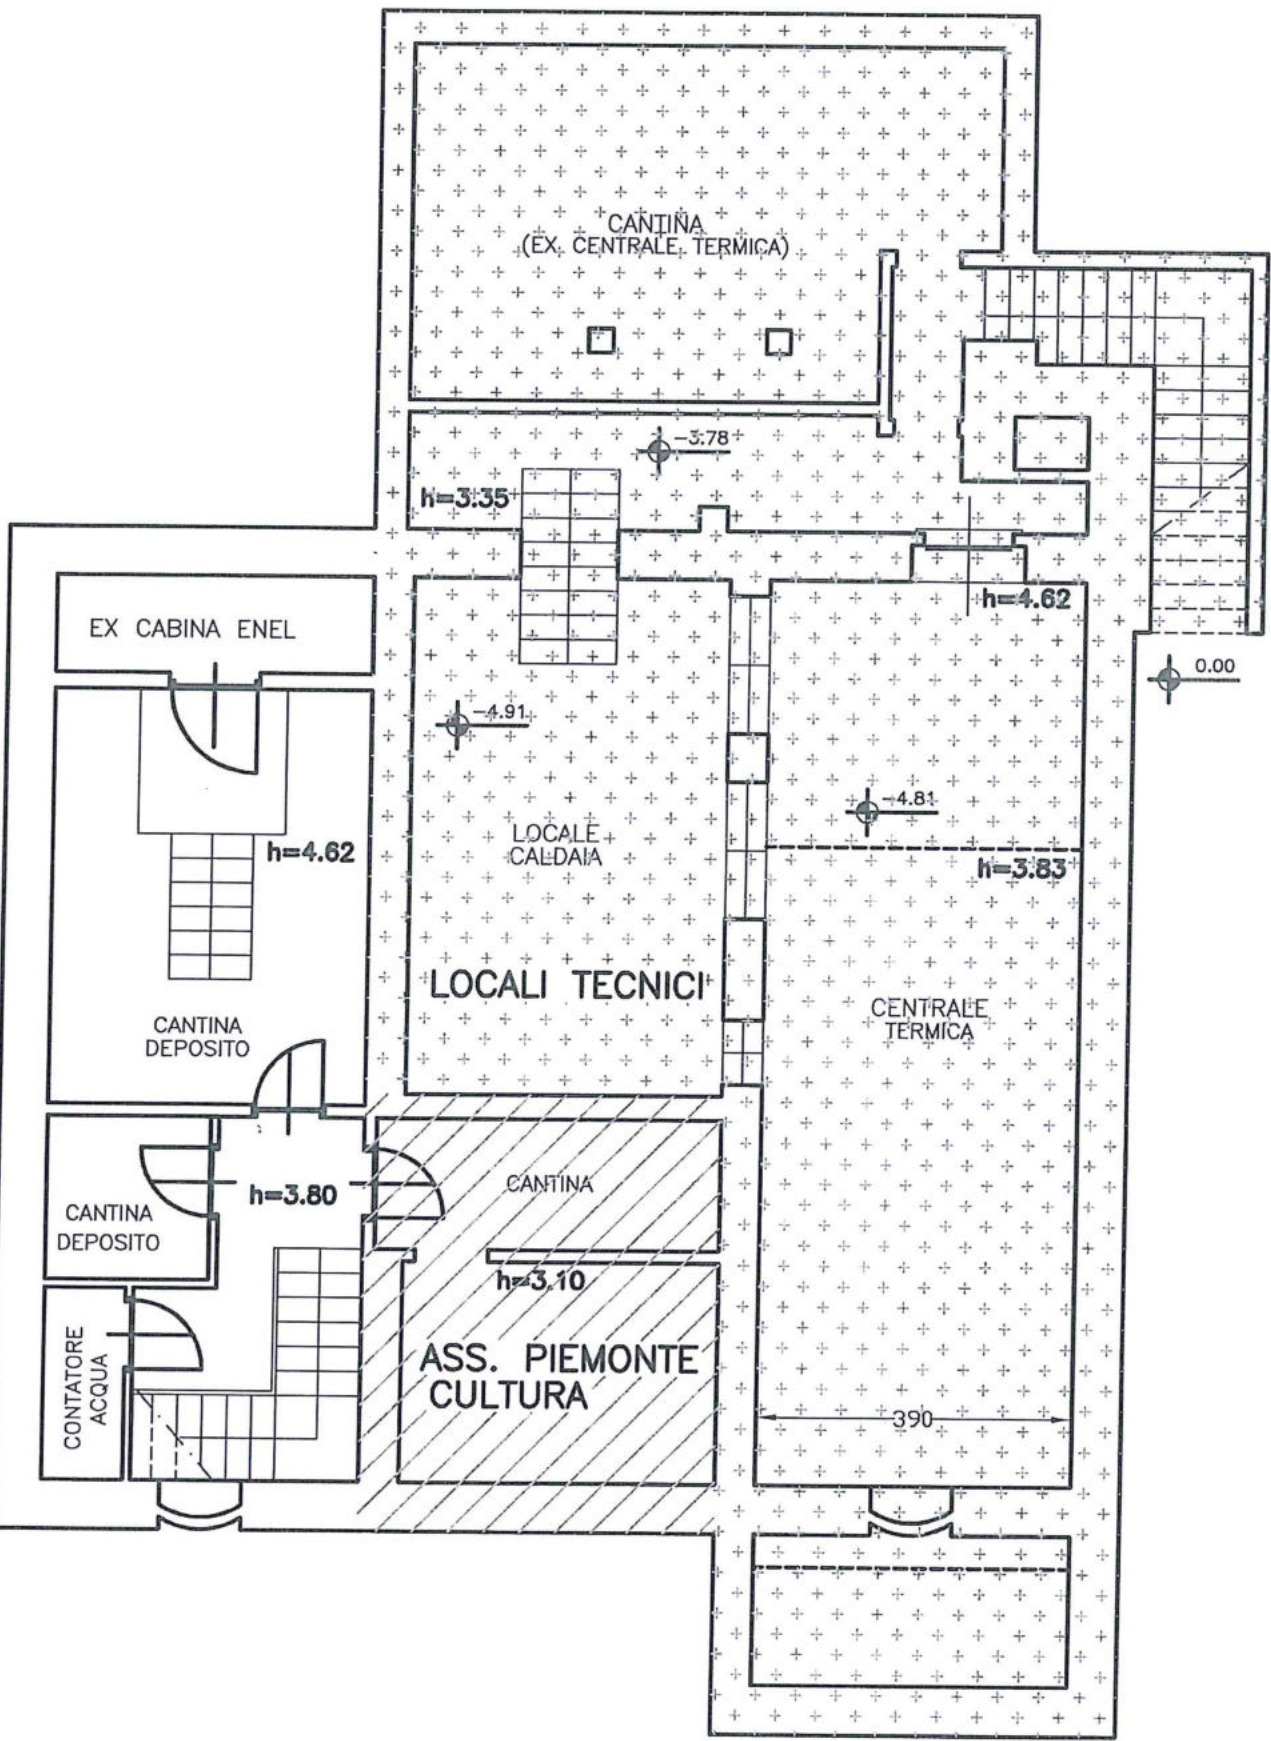 CANTINA
(EX CENTRALE TERMICA)
-3.78
h=3.35
EX CABINA ENEL
h=4.62
0.00
-4.91
-4.81
h=4.62
LOCALE
CALDAIA
h=3.83
LOCALI TECNICI
CENTRALE
TERMICA
CANTINA
DEPOSITO
CANTINA
h=3.80
CANTINA
DEPOSITO
h=3.10
ASS. PIEMONTE
CULTURA
CONTATORE
ACQUA
390